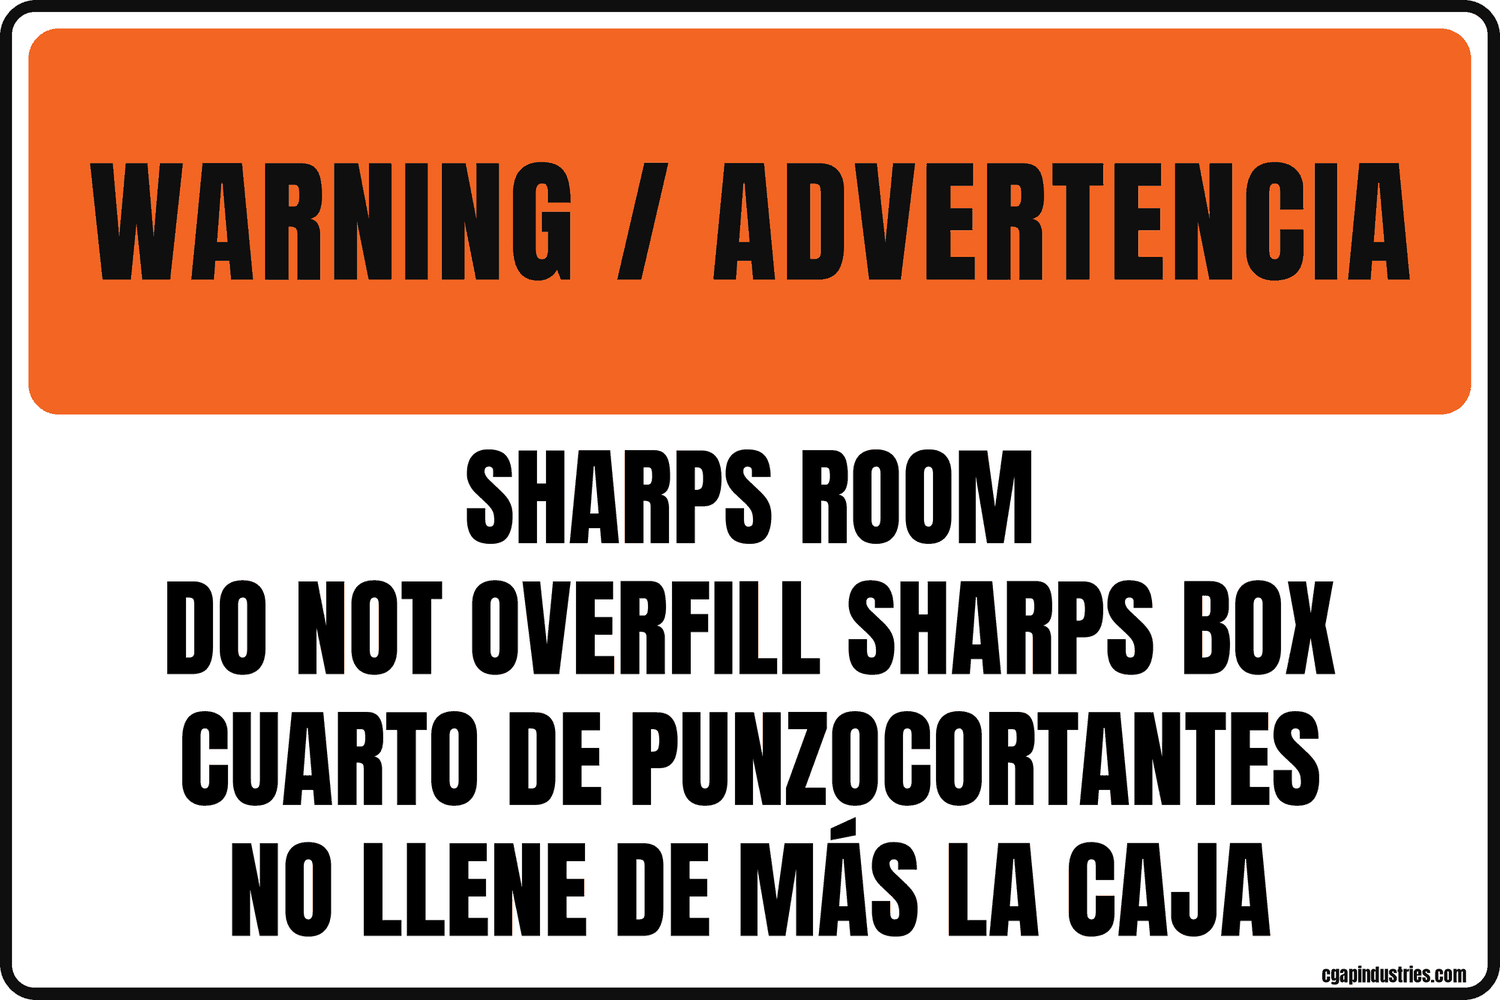 WARNING / ADVERTENCIA
SHARPS ROOM
DO NOT OVERFILL SHARPS BOX
CUARTO DE PUNZOCORTANTES
NO LLENE DE MÁS LA CAJA
cgapindustries.com